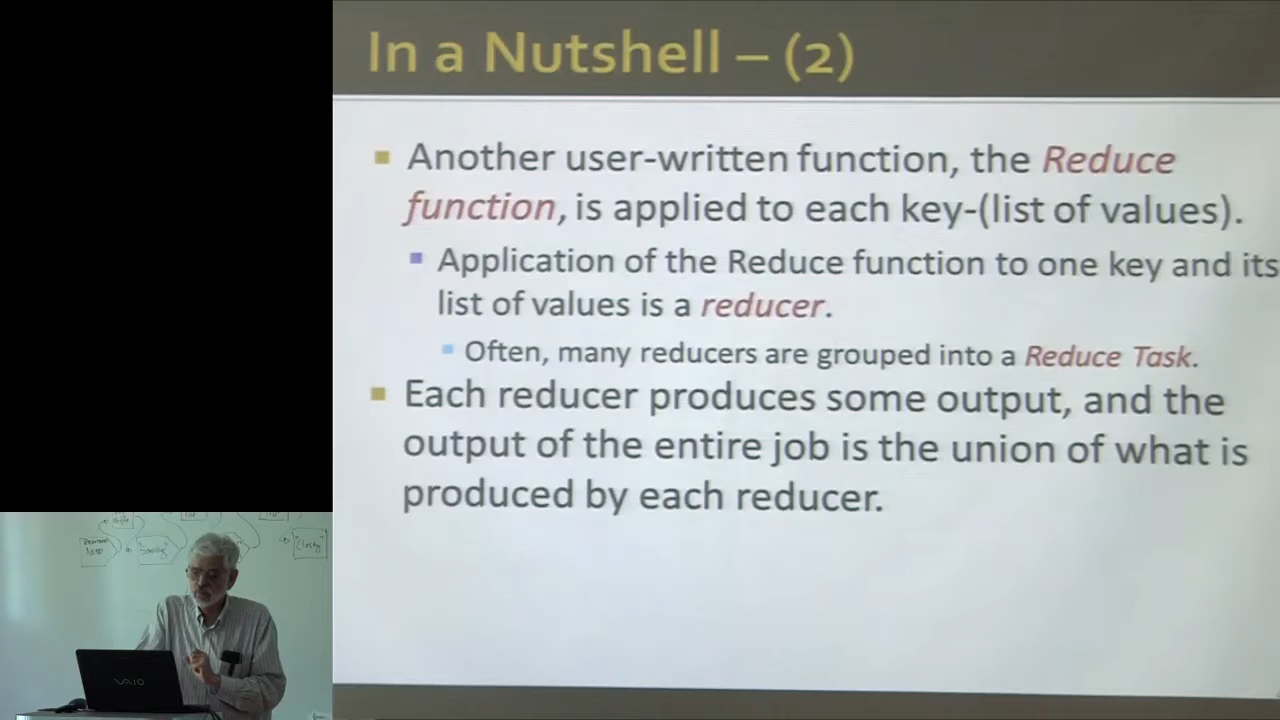 In a Nutshell – (2)
Another user-written function, the Reduce
function, is applied to each key-(list of values).
Application of the Reduce function to one key and its
list of values is a reducer.
Often, many reducers are grouped into a Reduce Task.
Each reducer produces some output, and the
output of the entire job is the union of what is
produced by each reducer.
"Closing"
VAIO